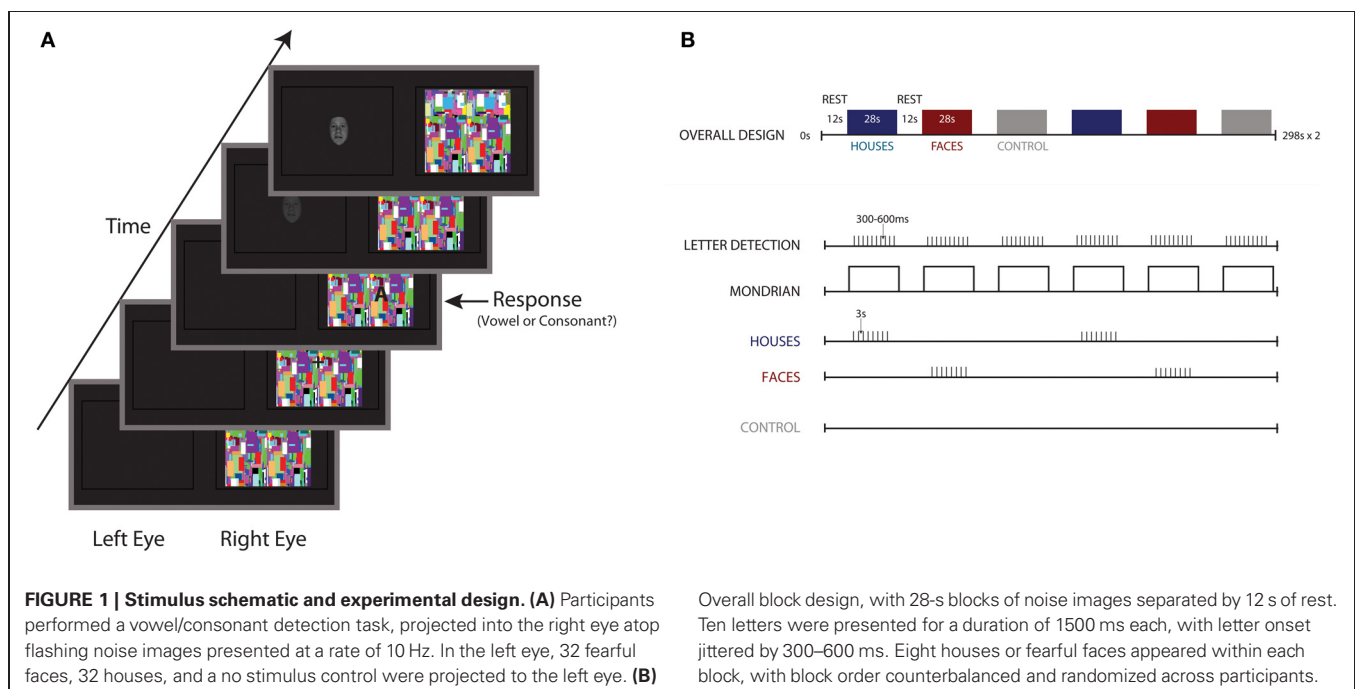 A
Time
A
Response
(Vowel or Consonant?)
Left Eye
Right Eye
B
REST
REST
12s
28s
12s
28s
OVERALL DESIGN
0s
298s x 2
HOUSES
FACES
CONTROL
300-600ms
LETTER DETECTION
MONDRIAN
3s
HOUSES
FACES
CONTROL
FIGURE 1 | Stimulus schematic and experimental design. (A) Participants
performed a vowel/consonant detection task, projected into the right eye atop
flashing noise images presented at a rate of 10 Hz. In the left eye, 32 fearful
faces, 32 houses, and a no stimulus control were projected to the left eye. (B)
Overall block design, with 28-s blocks of noise images separated by 12 s of rest.
Ten letters were presented for a duration of 1500 ms each, with letter onset
jittered by 300–600 ms. Eight houses or fearful faces appeared within each
block, with block order counterbalanced and randomized across participants.